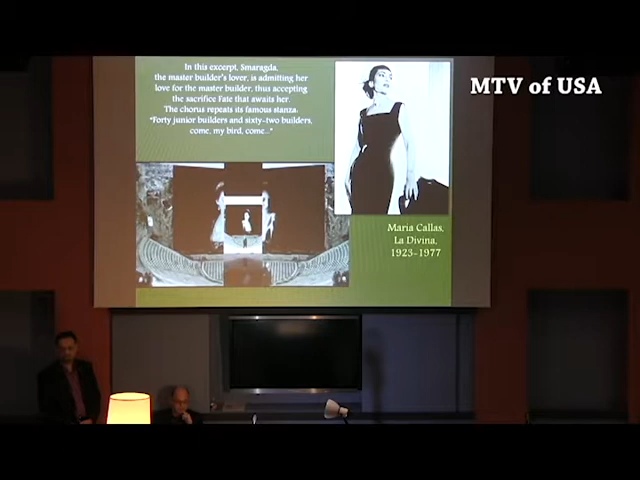 In this excerpt, Smaragda,
the master builder's lover, is admitting her
love for the master builder, thus accepting
the sacrifice Fate that awaits her.
The chorus repeats its famous stanza.
"Forty junior builders and sixty-two builders,
come, my bird, come..."
MTV of USA
Maria Callas,
La Divina,
1923-1977